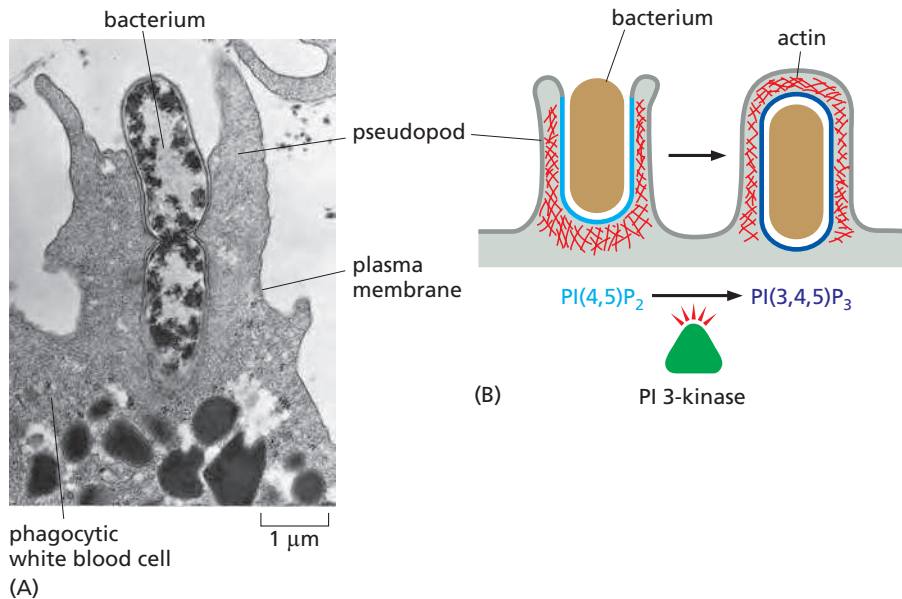 bacterium
pseudopod
plasma
membrane
phagocytic
white blood cell
1 μm
(A)
bacterium
actin
PI(4,5)P₂
PI(3,4,5)P₃
PI 3-kinase
(B)